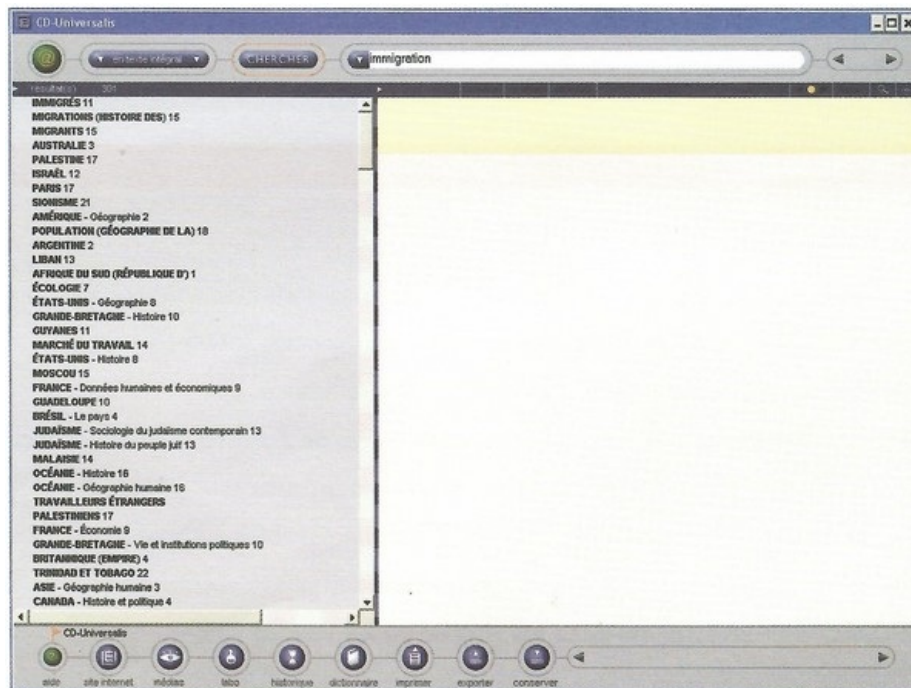 CD-Universalis
en texte intégral CHERCHER immigration
résultat(s) 301
IMMIGRÉS 11
MIGRATIONS (HISTOIRE DES) 15
MIGRANTS 15
AUSTRALIE 3
PALESTINE 17
ISRAËL 12
PARIS 17
SIONISME 21
AMÉRIQUE - Géographie 2
POPULATION (GÉOGRAPHIE DE LA) 18
ARGENTINE 2
LIBAN 13
AFRIQUE DU SUD (RÉPUBLIQUE D') 1
ÉCOLOGIE 7
ÉTATS-UNIS - Géographie 8
GRANDE-BRETAGNE - Histoire 10
GUYANES 11
MARCHÉ DU TRAVAIL 14
ÉTATS-UNIS - Histoire 8
MOSCOU 15
FRANCE - Données humaines et économiques 9
GUADELOUPE 10
BRÉSIL - Le pays 4
JUDAÏSME - Sociologie du judaïsme contemporain 13
JUDAÏSME - Histoire du peuple juif 13
MALAISIE 14
OCÉANIE - Histoire 16
OCÉANIE - Géographie humaine 16
TRAVAILLEURS ÉTRANGERS
PALESTINIENS 17
FRANCE - Économie 9
GRANDE-BRETAGNE - Vie et institutions politiques 10
BRITANNIQUE (EMPIRE) 4
TRINIDAD ET TOBAGO 22
ASIE - Géographie humaine 3
CANADA - Histoire et politique 4
CD-Universalis
aide site internet médias labo historique dictionnaire imprimer exporter conserver